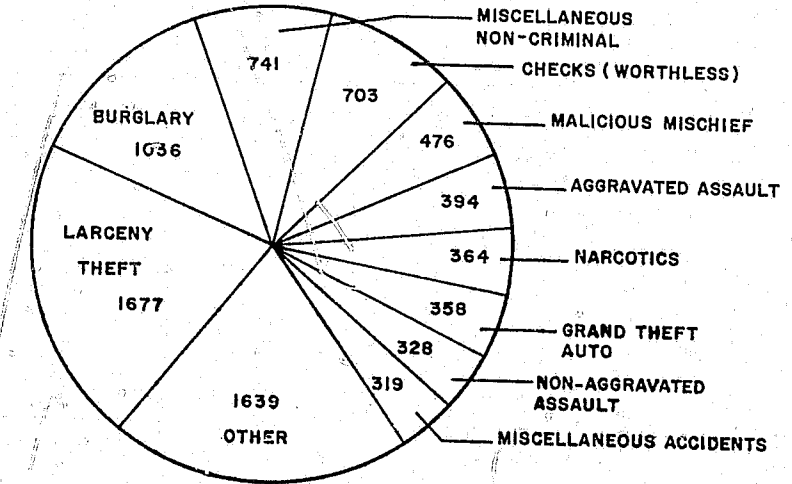 MISCELLANEOUS
NON-CRIMINAL
741
CHECKS (WORTHLESS)
703
BURGLARY
1036
MALICIOUS MISCHIEF
476
AGGRAVATED ASSAULT
394
LARCENY
THEFT
1677
NARCOTICS
364
358
GRAND THEFT
AUTO
328
NON-AGGRAVATED
ASSAULT
319
1639
OTHER
MISCELLANEOUS ACCIDENTS